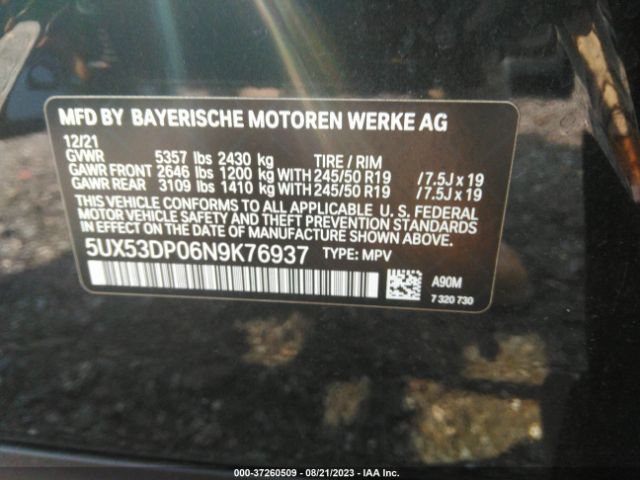 MFD BY BAYERISCHE MOTOREN WERKE AG
12/21
GVWR 5357 lbs 2430 kg TIRE / RIM
GAWR FRONT 2646 lbs 1200 kg WITH 245/50 R19 /7.5J x 19
GAWR REAR 3109 lbs 1410 kg WITH 245/50 R19 /7.5J x 19
THIS VEHICLE CONFORMS TO ALL APPLICABLE U. S. FEDERAL
MOTOR VEHICLE SAFETY AND THEFT PREVENTION STANDARDS
IN EFFECT ON THE DATE OF MANUFACTURE SHOWN ABOVE.
5UX53DP06N9K76937 TYPE: MPV
A90M
7 320 730
000-37260509 - 08/21/2023 - IAA Inc.